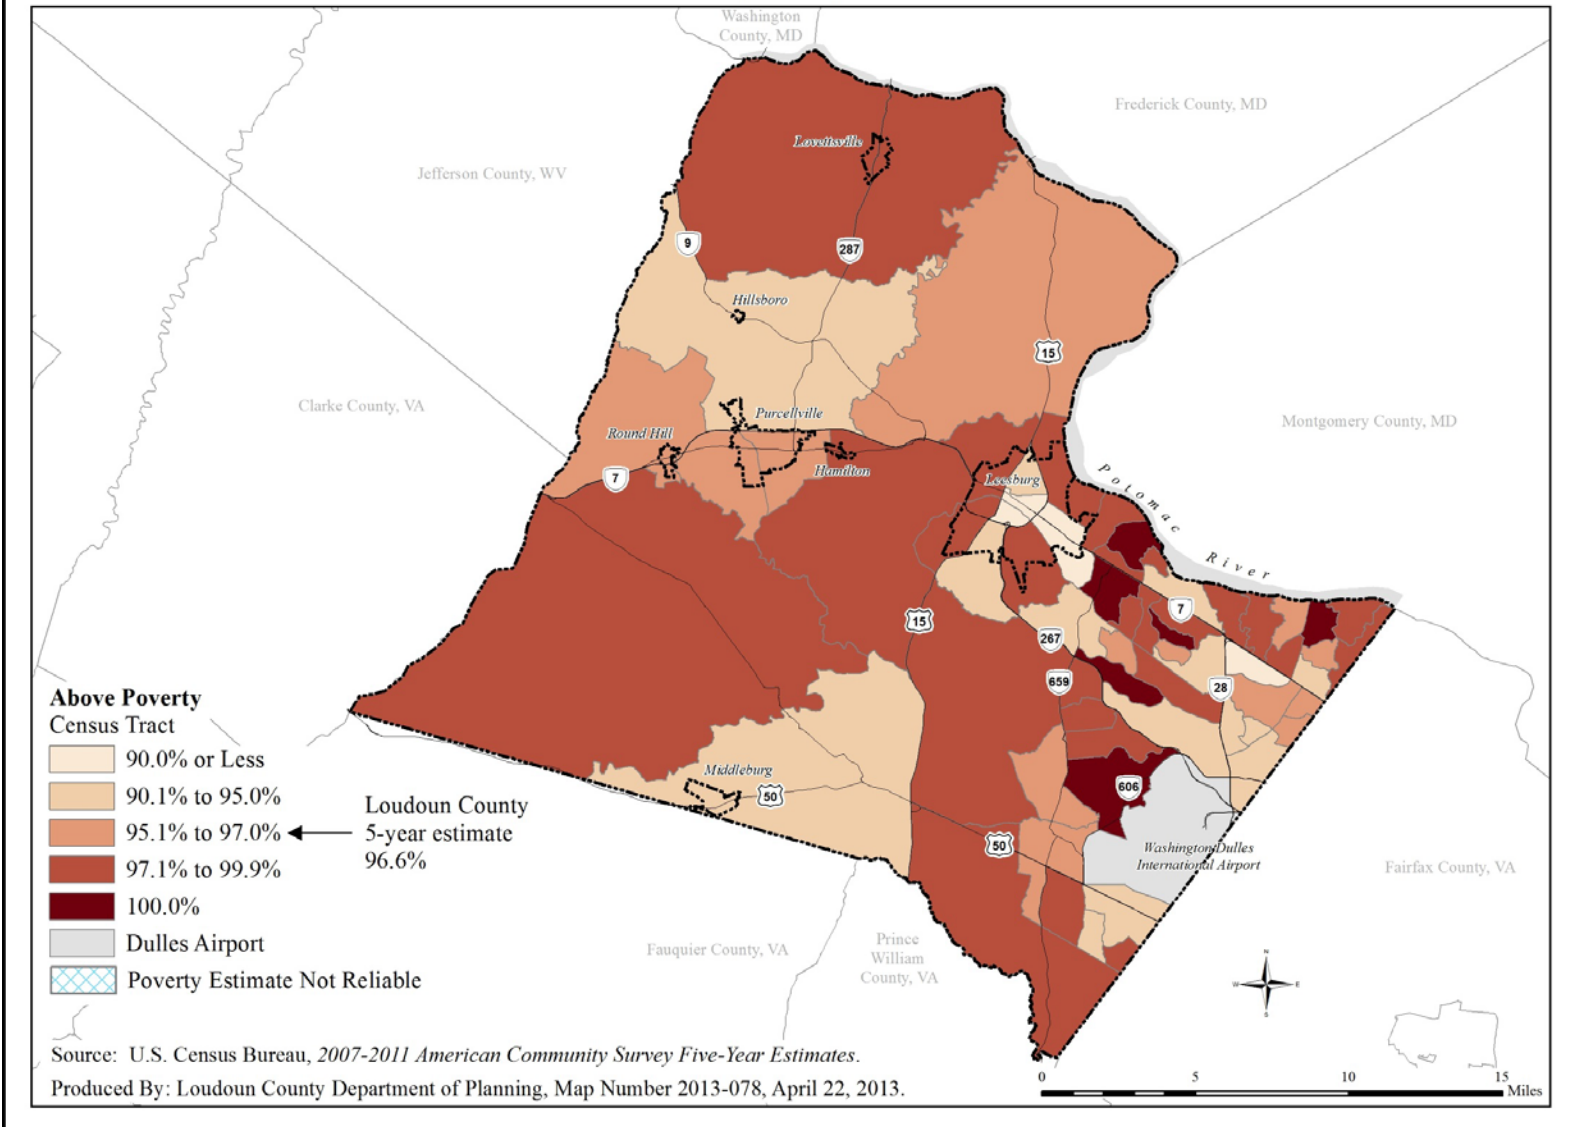 Washington
County, MD
Frederick County, MD
Jefferson County, WV
Lovettsville
9
287
Hillsboro
15
Clarke County, VA
Purcellville
Montgomery County, MD
Round Hill
Hamilton
7
Leesburg
Potomac
River
7
15
267
659
28
Middleburg
50
606
50
Washington Dulles
International Airport
Fairfax County, VA
Fauquier County, VA
Prince
William
County, VA
Above Poverty
Census Tract
90.0% or Less
90.1% to 95.0%
95.1% to 97.0%
97.1% to 99.9%
100.0%
Dulles Airport
Poverty Estimate Not Reliable
Loudoun County
5-year estimate
96.6%
N
W E
S
Source: U.S. Census Bureau, 2007-2011 American Community Survey Five-Year Estimates.
Produced By: Loudoun County Department of Planning, Map Number 2013-078, April 22, 2013.
0 5 10 15
Miles